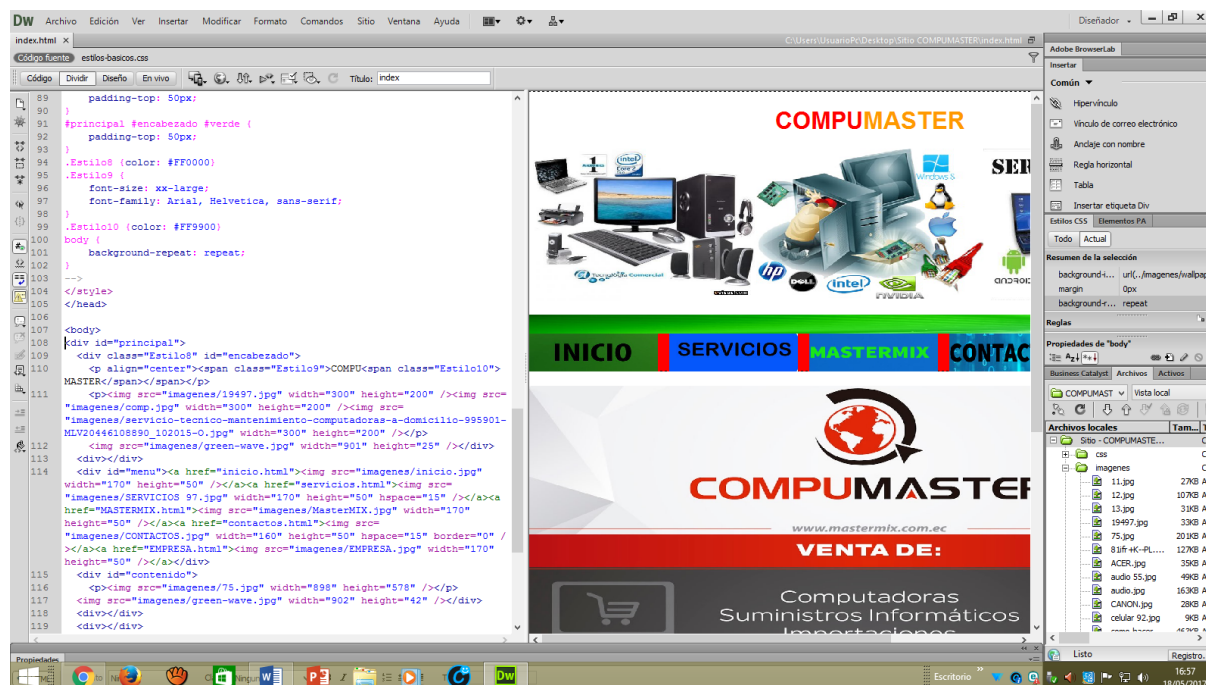 DW Archivo Edición Ver Insertar Modificar Formato Comandos Sitio Ventana Ayuda Diseñador
index.html × C:\Users\UsuarioPc\Desktop\Sitio COMPUMASTER\index.html
Código fuente estilos-basicos.css
Código Dividir Diseño En vivo Título: index
89 padding-top: 50px;
90 }
91 #principal #encabezado #verde {
92 padding-top: 50px;
93 }
94 .Estilo8 {color: #FF0000}
95 .Estilo9 {
96 font-size: xx-large;
97 font-family: Arial, Helvetica, sans-serif;
98 }
99 .Estilo10 {color: #FF9900}
100 body {
101 background-repeat: repeat;
102 }
103 -->
104 </style>
105 </head>
106
107 <body>
108 <div id="principal">
109 <div class="Estilo8" id="encabezado">
110 <p align="center"><span class="Estilo9">COMPU<span class="Estilo10">
MASTER</span></span></p>
111 <p><img src="imagenes/19497.jpg" width="300" height="200" /><img src=
"imagenes/comp.jpg" width="300" height="200" /><img src=
"imagenes/servicio-tecnico-mantenimiento-computadoras-a-domicilio-995901-
MLV20446108890_102015-O.jpg" width="300" height="200" /></p>
112 <img src="imagenes/green-wave.jpg" width="901" height="25" /></div>
113 <div></div>
114 <div id="menu"><a href="inicio.html"><img src="imagenes/inicio.jpg"
width="170" height="50" /></a><a href="servicios.html"><img src=
"imagenes/SERVICIOS 97.jpg" width="170" height="50" hspace="15" /></a><a
href="MASTERMIX.html"><img src="imagenes/MasterMIX.jpg" width="170"
height="50" /></a><a href="contactos.html"><img src=
"imagenes/CONTACTOS.jpg" width="160" height="50" hspace="15" border="0" /
></a><a href="EMPRESA.html"><img src="imagenes/EMPRESA.jpg" width="170"
height="50" /></a></div>
115 <div id="contenido">
116 <p><img src="imagenes/75.jpg" width="898" height="578" /></p>
117 <img src="imagenes/green-wave.jpg" width="902" height="42" /></div>
118 <div></div>
119 <div></div>
COMPUMASTER
intel
Core 2
Windows 8
SER
Tecnología Comercial
hp
DELL
intel
NVIDIA
INICIO SERVICIOS MASTERMIX CONTAC
COMPUMASTER
www.mastermix.com.ec
VENTA DE:
Computadoras
Suministros Informáticos
Importaciones
Adobe BrowserLab
Insertar
Común
Hipervínculo
Vínculo de correo electrónico
Anclaje con nombre
Regla horizontal
Tabla
Insertar etiqueta Div
Estilos CSS Elementos PA
Todo Actual
Resumen de la selección
background-i... url(../imagenes/wallpap
margin 0px
background-r... repeat
Reglas
Propiedades de "body"
Business Catalyst Archivos Activos
COMPUMAST Vista local
Archivos locales Tam... T
Sitio - COMPUMASTE... C
css C
imagenes C
11.jpg 27KB A
12.jpg 107KB A
13.jpg 31KB A
19497.jpg 33KB A
75.jpg 201KB A
81ifr+K--PL.... 127KB A
ACER.jpg 35KB A
audio 55.jpg 49KB A
audio.jpg 163KB A
CANON.jpg 28KB A
celular 92.jpg 9KB A
Listo Registro.
Propiedades
Escritorio
16:57
18/05/2017